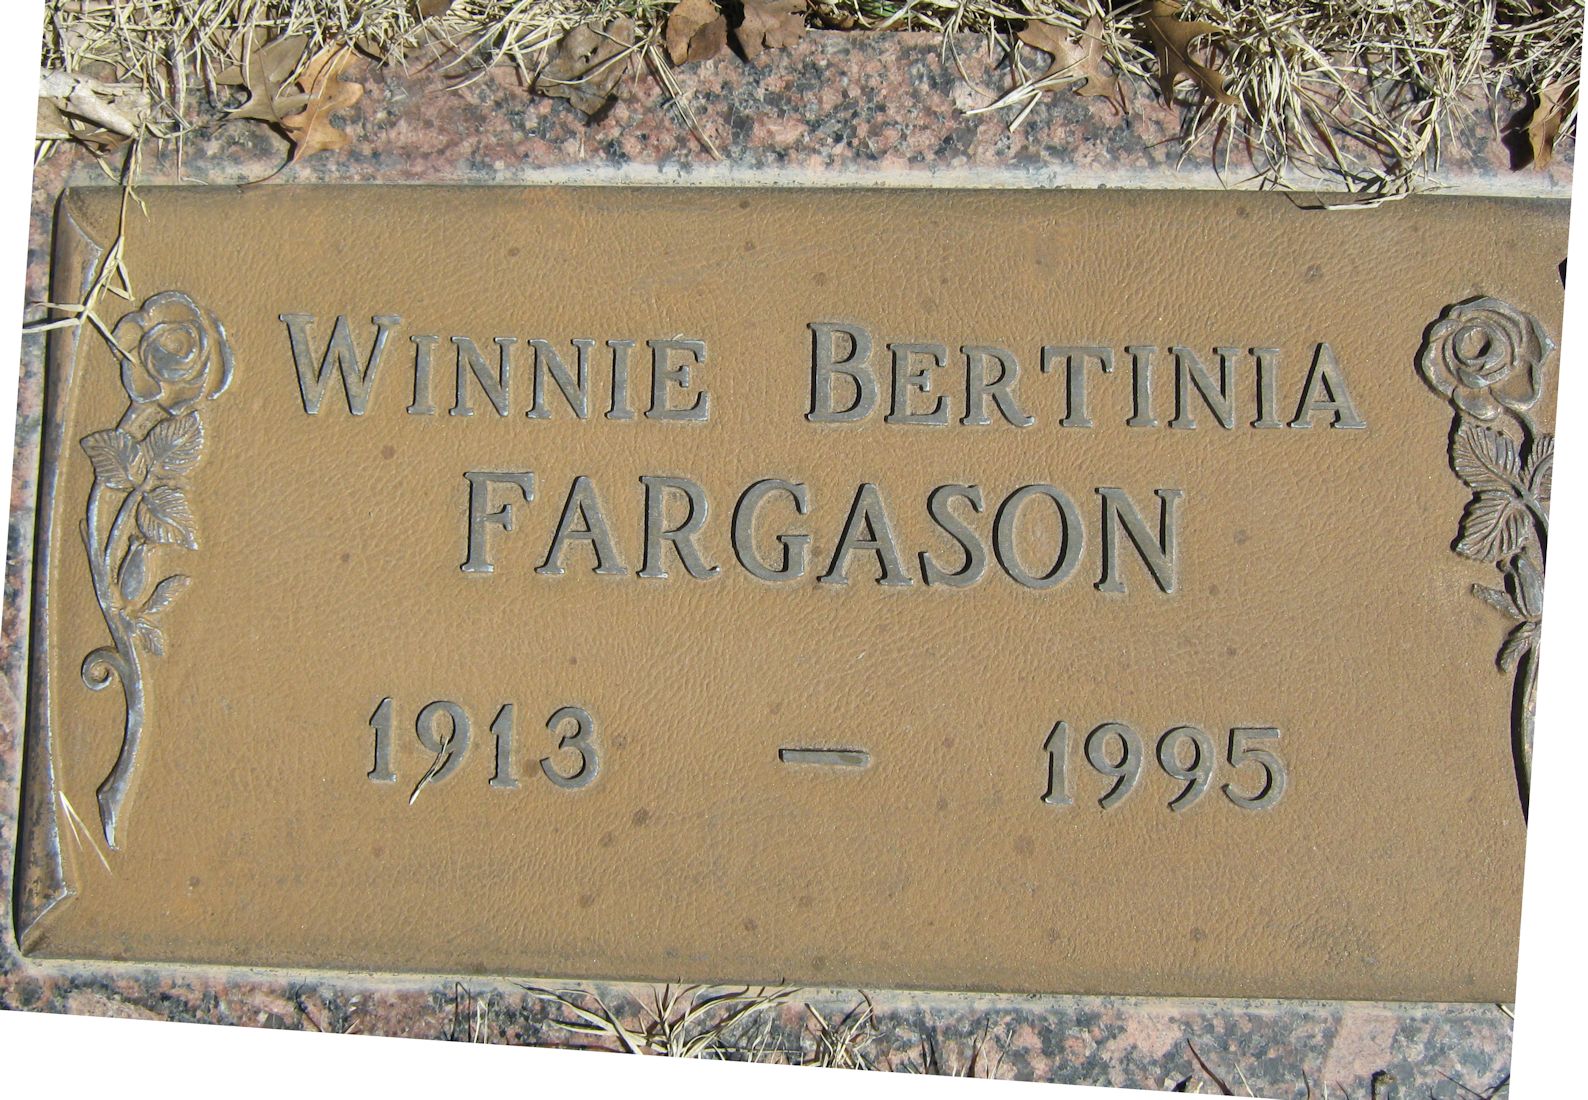 WINNIE BERTINIA
FARGASON
1913 – 1995